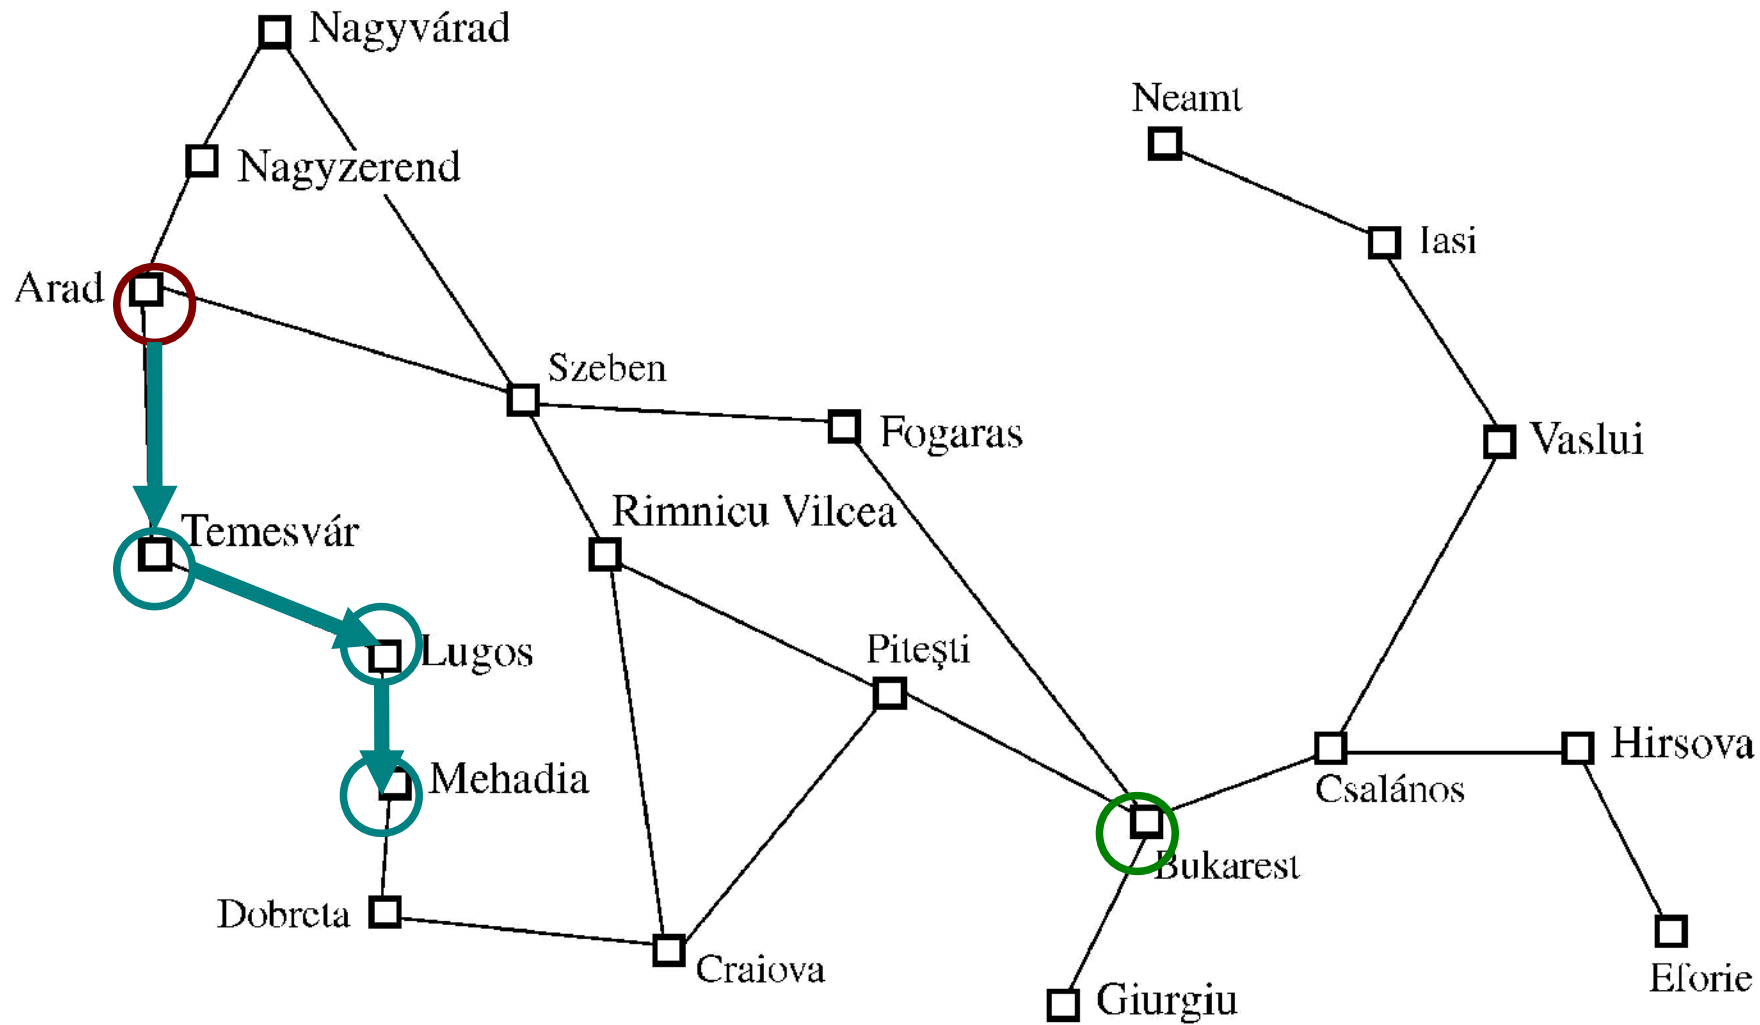 Nagyvárad
Neamt
Nagyzerend
Iasi
Arad
Szeben
Fogaras
Vaslui
Rimnicu Vilcea
Temesvár
Lugos
Piteşti
Hirsova
Mehadia
Csalános
Bukarest
Dobreta
Craiova
Eforie
Giurgiu